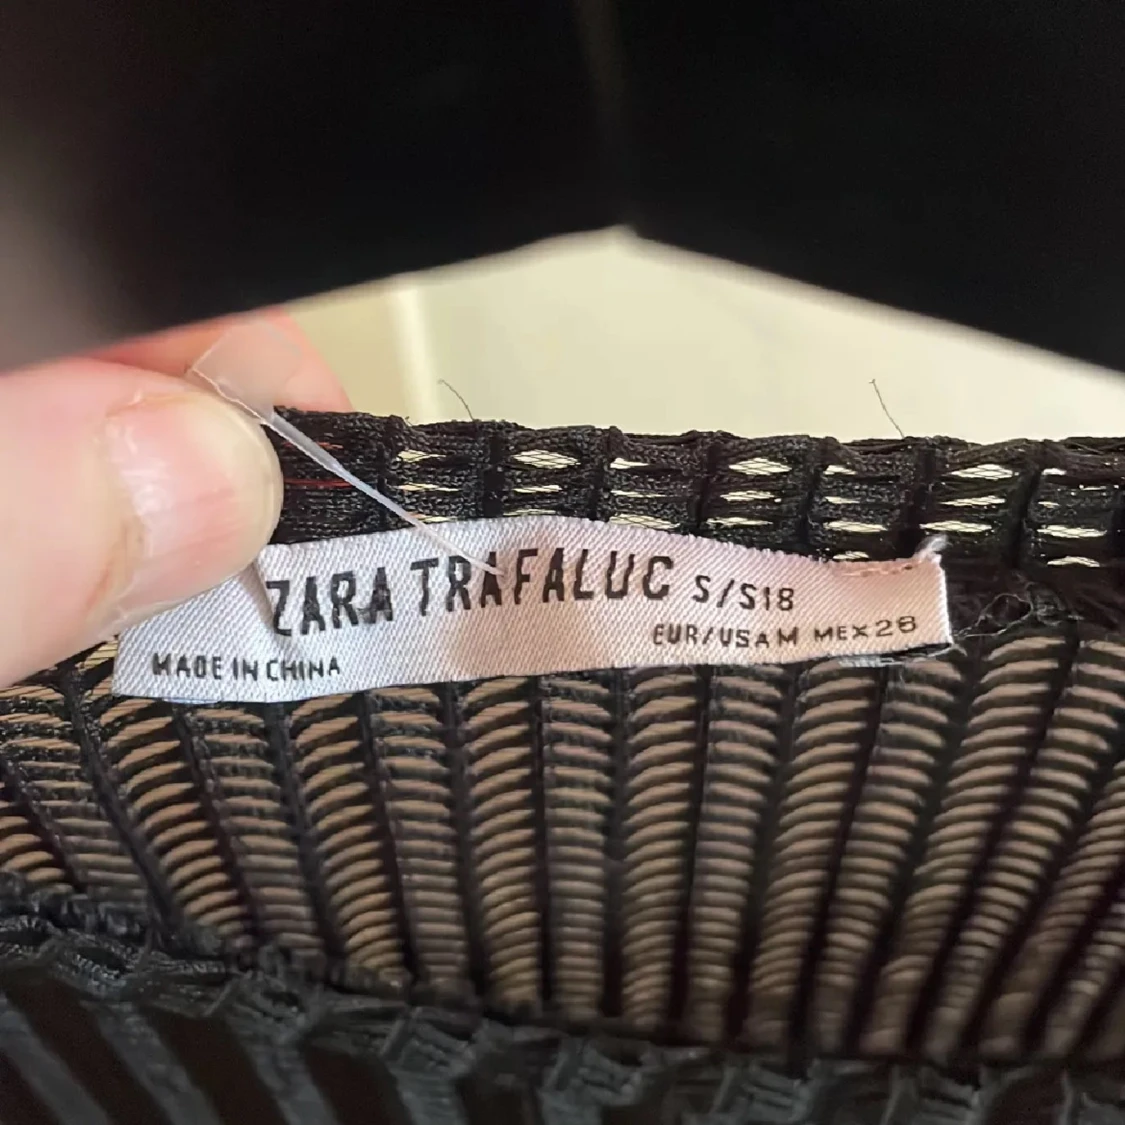 ZARA TRAFALUC S/S18
EUR/USA M MEX 28
MADE IN CHINA